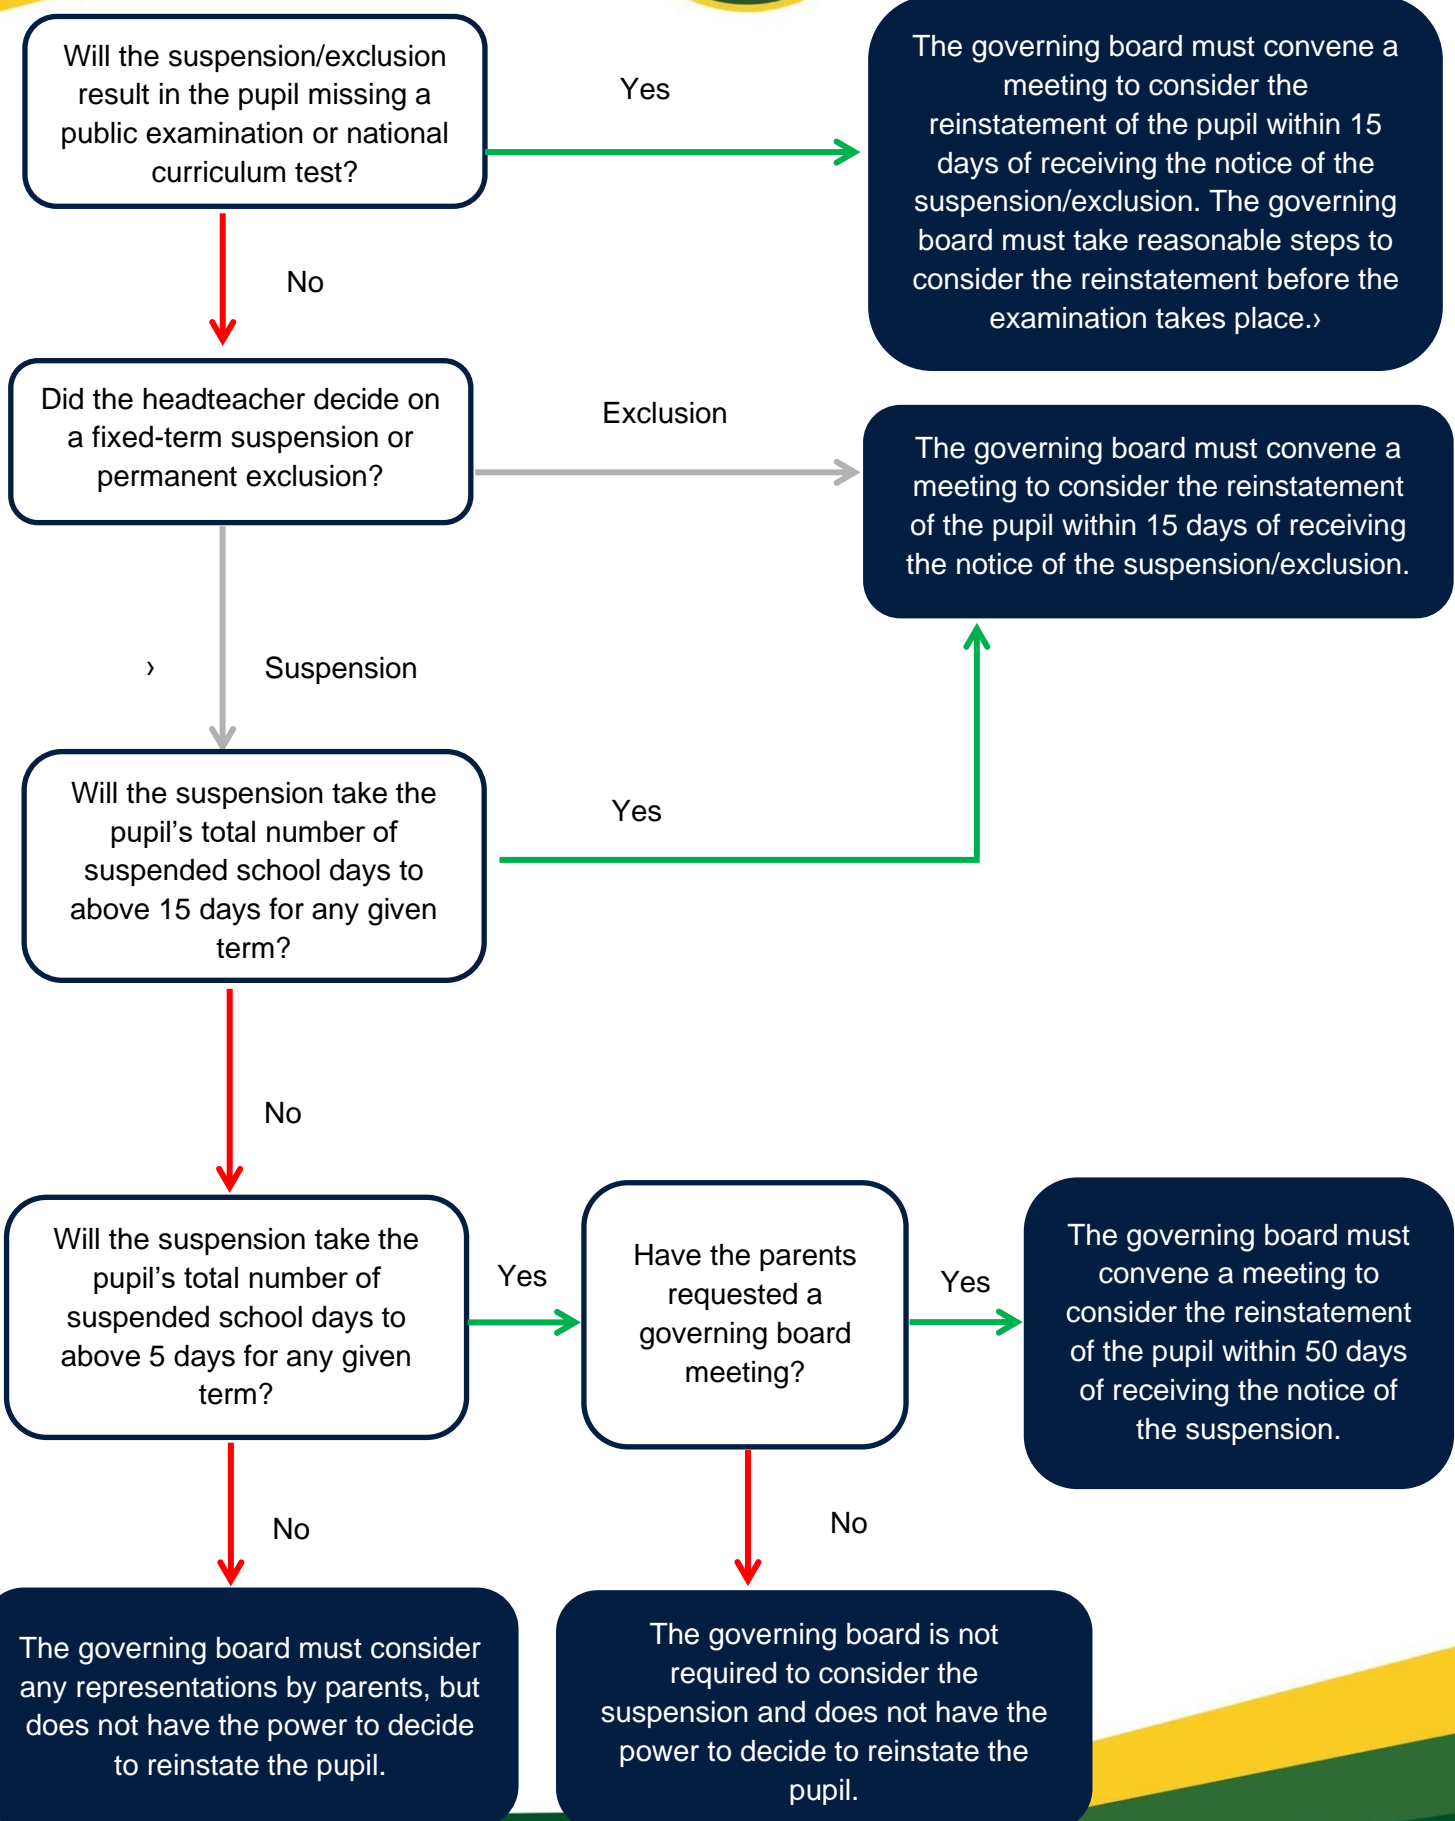 Will the suspension/exclusion
result in the pupil missing a
public examination or national
curriculum test?
Yes
The governing board must convene a
meeting to consider the
reinstatement of the pupil within 15
days of receiving the notice of the
suspension/exclusion. The governing
board must take reasonable steps to
consider the reinstatement before the
examination takes place.›
No
Did the headteacher decide on
a fixed-term suspension or
permanent exclusion?
Exclusion
The governing board must convene a
meeting to consider the reinstatement
of the pupil within 15 days of receiving
the notice of the suspension/exclusion.
› Suspension
Will the suspension take the
pupil’s total number of
suspended school days to
above 15 days for any given
term?
Yes
No
Will the suspension take the
pupil’s total number of
suspended school days to
above 5 days for any given
term?
Yes
Have the parents
requested a
governing board
meeting?
Yes
The governing board must
convene a meeting to
consider the reinstatement
of the pupil within 50 days
of receiving the notice of
the suspension.
No
No
The governing board must consider
any representations by parents, but
does not have the power to decide
to reinstate the pupil.
The governing board is not
required to consider the
suspension and does not have the
power to decide to reinstate the
pupil.